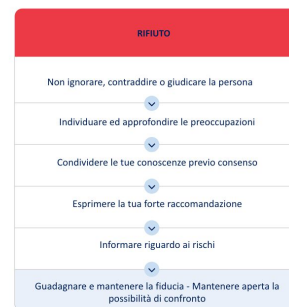 RIFIUTO
Non ignorare, contraddire o giudicare la persona
Individuare ed approfondire le preoccupazioni
Condividere le tue conoscenze previo consenso
Esprimere la tua forte raccomandazione
Informare riguardo ai rischi
Guadagnare e mantenere la fiducia - Mantenere aperta la
possibilità di confronto